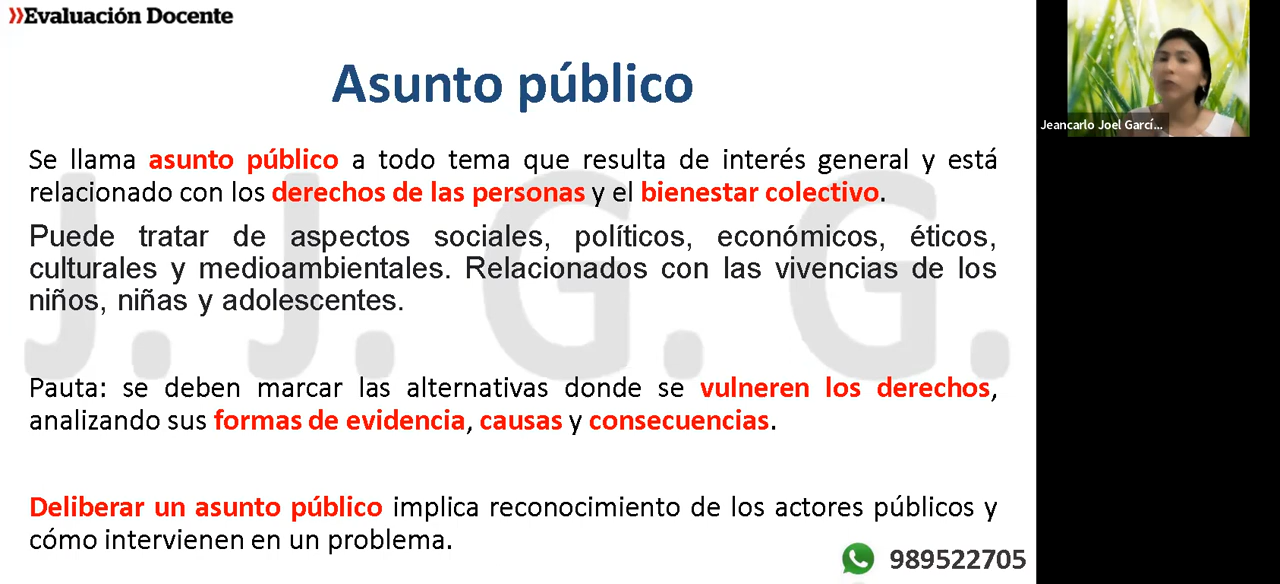 »Evaluación Docente
Asunto público
Jeancarlo Joel Garcí...
Se llama asunto público a todo tema que resulta de interés general y está
relacionado con los derechos de las personas y el bienestar colectivo.
Puede tratar de aspectos sociales, políticos, económicos, éticos,
culturales y medioambientales. Relacionados con las vivencias de los
niños, niñas y adolescentes.
J. J. G. G.
Pauta: se deben marcar las alternativas donde se vulneren los derechos,
analizando sus formas de evidencia, causas y consecuencias.
Deliberar un asunto público implica reconocimiento de los actores públicos y
cómo intervienen en un problema.
989522705